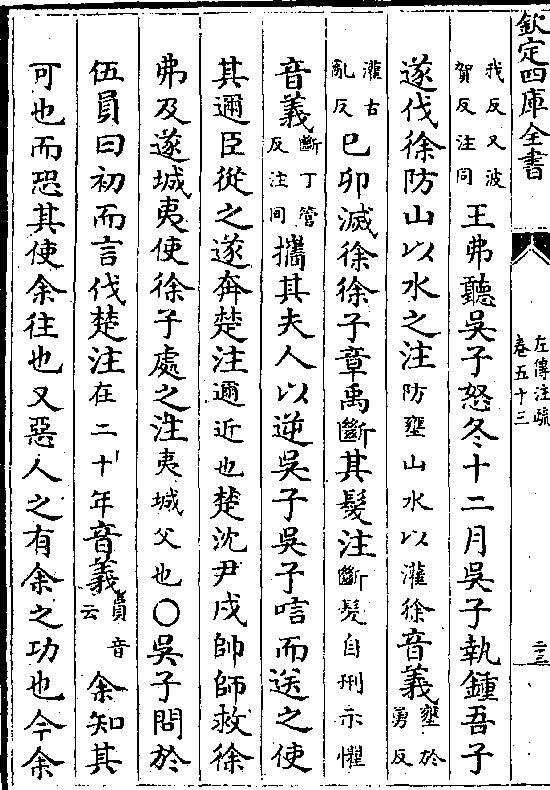 欽定四庫全書
左傳注疏
卷五十三
二三
我反又波
賀反注同
王弗聽吳子怒冬十二月吳子執鍾吾子
遂伐徐防山以水之注防壅山水以灌徐音義壅於
勇反
灌古
亂反
巳卯滅徐徐子章禹斷其髮注斷髮自刑示懼
音義斷丁管
反注同
攜其夫人以逆吳子吳子唁而送之使
其邇臣從之遂奔楚注邇近也楚沈尹戌帥師救徐
弗及遂城夷使徐子處之注夷城父也○吳子問於
伍員曰初而言伐楚注在二十年音義員音
云
余知其
可也而恐其使余往也又惡人之有余之功也今余